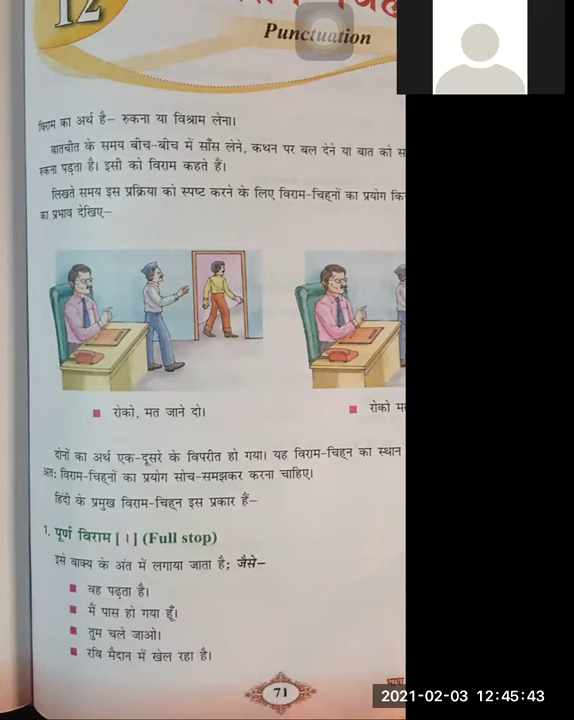 12
Punctuation
विराम का अर्थ है– रुकना या विश्राम लेना।
बातचीत के समय बीच-बीच में साँस लेने, कथन पर बल देने या बात को स
रुकना पड़ता है। इसी को विराम कहते हैं।
लिखते समय इस प्रक्रिया को स्पष्ट करने के लिए विराम-चिह्नों का प्रयोग कि
का प्रभाव देखिए–
रोको, मत जाने दो।
रोको म
दोनों का अर्थ एक-दूसरे के विपरीत हो गया। यह विराम-चिह्न का स्थान
अत: विराम-चिह्नों का प्रयोग सोच-समझकर करना चाहिए।
हिंदी के प्रमुख विराम-चिह्न इस प्रकार हैं–
1. पूर्ण विराम [ । ] (Full stop)
इसे वाक्य के अंत में लगाया जाता है; जैसे–
वह पढ़ता है।
मैं पास हो गया हूँ।
तुम चले जाओ।
रवि मैदान में खेल रहा है।
71
2021-02-03 12:45:43